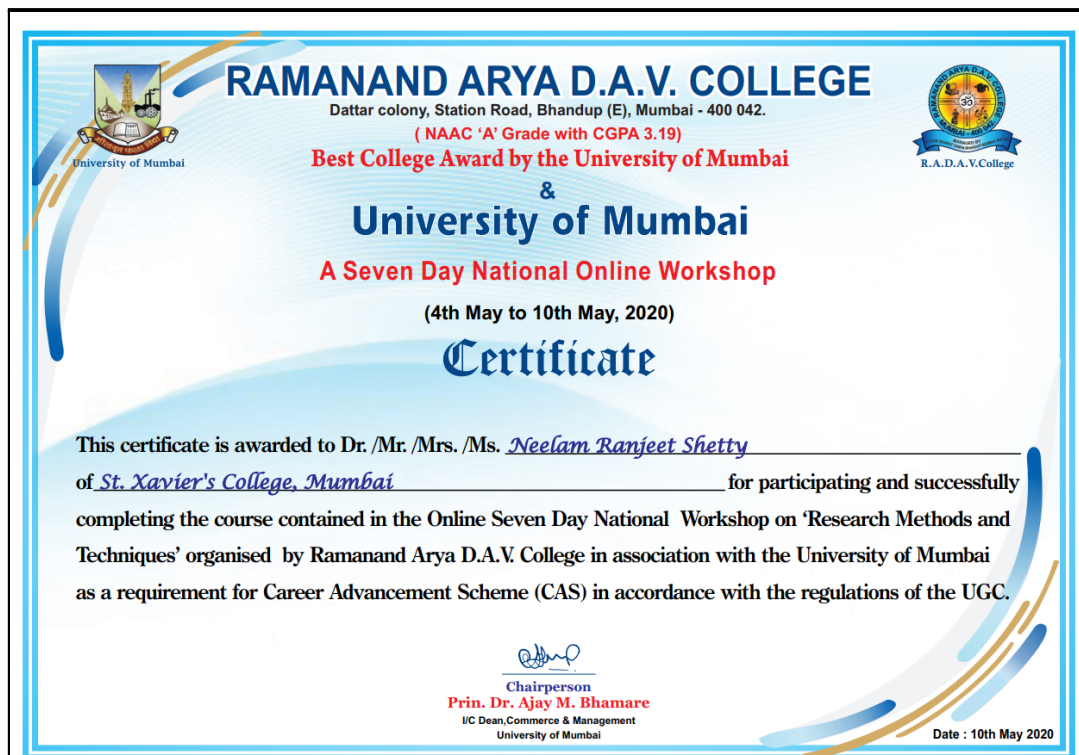 RAMANAND ARYA D.A.V. COLLEGE
Dattar colony, Station Road, Bhandup (E), Mumbai - 400 042.
( NAAC ‘A’ Grade with CGPA 3.19)
Best College Award by the University of Mumbai
&
University of Mumbai
University of Mumbai
RAMANAND ARYA D.A.V. COLLEGE
MUMBAI - 400 042.
R.A.D.A.V.College
A Seven Day National Online Workshop
(4th May to 10th May, 2020)
Certificate
This certificate is awarded to Dr. /Mr. /Mrs. /Ms. Neelam Ranjeet Shetty
of St. Xavier's College, Mumbai for participating and successfully
completing the course contained in the Online Seven Day National Workshop on ‘Research Methods and
Techniques’ organised by Ramanand Arya D.A.V. College in association with the University of Mumbai
as a requirement for Career Advancement Scheme (CAS) in accordance with the regulations of the UGC.
Chairperson
Prin. Dr. Ajay M. Bhamare
I/C Dean,Commerce & Management
University of Mumbai
Date : 10th May 2020